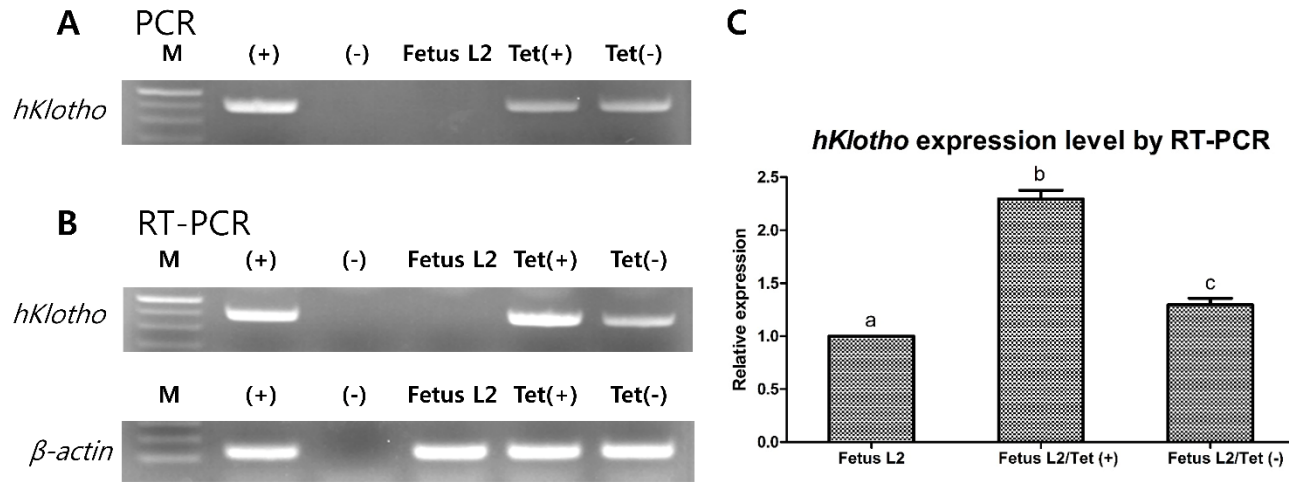 A PCR
M (+) (-) Fetus L2 Tet(+) Tet(-)
hKlotho
B RT-PCR
M (+) (-) Fetus L2 Tet(+) Tet(-)
hKlotho
M (+) (-) Fetus L2 Tet(+) Tet(-)
β-actin
C
hKlotho expression level by RT-PCR
Relative expression
2.5
2.0
1.5
1.0
0.5
0.0
a
b
c
Fetus L2 Fetus L2/Tet (+) Fetus L2/Tet (-)